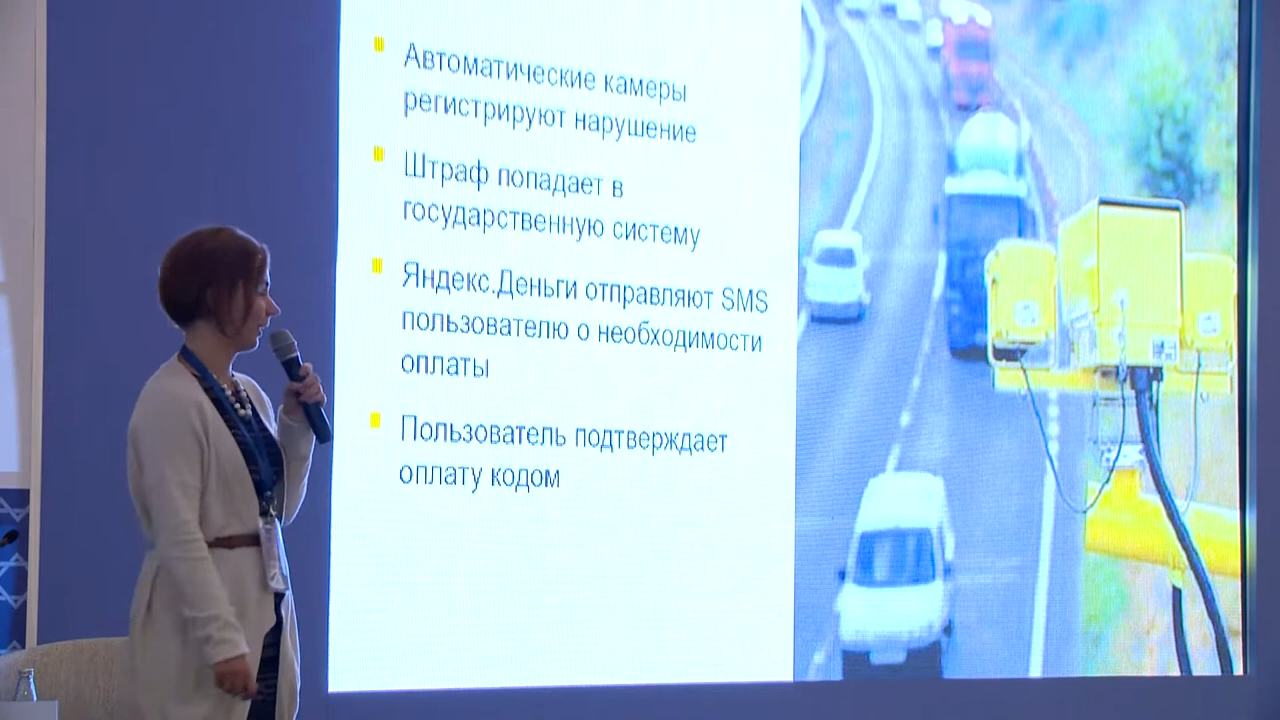 Автоматические камеры
регистрируют нарушение
Штраф попадает в
государственную систему
Яндекс.Деньги отправляют SMS
пользователю о необходимости
оплаты
Пользователь подтверждает
оплату кодом